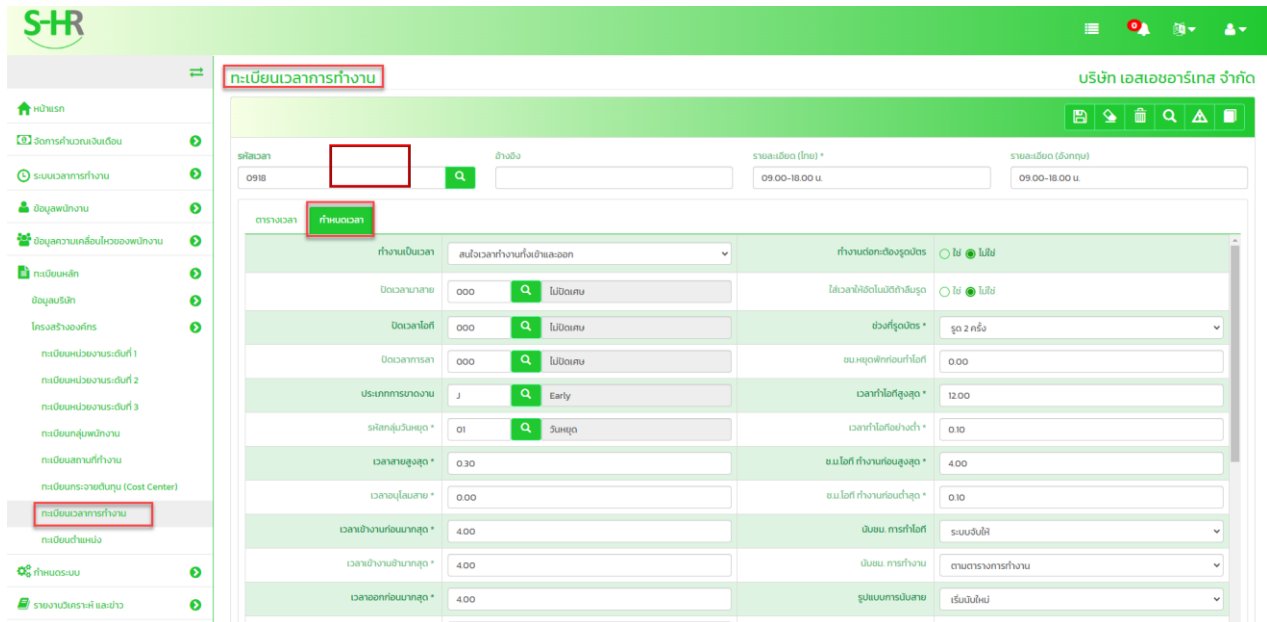 S-HR
0
ทะเบียนเวลาการทำงาน
บริษัท เอสเอชอาร์เทส จำกัด
หน้าแรก
จัดการคำนวณเงินเดือน
ระบบเวลาการทำงาน
ข้อมูลพนักงาน
ข้อมูลความเคลื่อนไหวของพนักงาน
ทะเบียนหลัก
ข้อมูลบริษัท
โครงสร้างองค์กร
ทะเบียนหน่วยงานระดับที่ 1
ทะเบียนหน่วยงานระดับที่ 2
ทะเบียนหน่วยงานระดับที่ 3
ทะเบียนกลุ่มพนักงาน
ทะเบียนสถานที่ทำงาน
ทะเบียนกระจายต้นทุน (Cost Center)
ทะเบียนเวลาการทำงาน
ทะเบียนตำแหน่ง
กำหนดระบบ
รายงานวิเคราะห์ และข่าว
รหัสเวลา อ้างอิง รายละเอียด (ไทย) * รายละเอียด (อังกฤษ)
0918 09.00-18.00 น. 09.00-18.00 น.
ตารางเวลา กำหนดเวลา
ทำงานเป็นเวลา สนใจเวลาทำงานทั้งเข้าและออก ทำงานต่อกะต้องรูดบัตร ใช่ ไม่ใช่
ปัดเวลามาสาย 000 ไม่ปัดเศษ ใส่เวลาให้อัตโนมัติถ้าลืมรูด ใช่ ไม่ใช่
ปัดเวลาโอที 000 ไม่ปัดเศษ ช่วงที่รูดบัตร * รูด 2 ครั้ง
ปัดเวลาการลา 000 ไม่ปัดเศษ ชม.หยุดพักก่อนทำโอที 0.00
ประเภทการขาดงาน J Early เวลาทำโอทีสูงสุด * 12.00
รหัสกลุ่มวันหยุด * 01 วันหยุด เวลาทำโอทีอย่างต่ำ * 0.10
เวลาสายสูงสุด * 0.30 ช.ม.โอที ทำงานก่อนสูงสุด * 4.00
เวลาอนุโลมสาย * 0.00 ช.ม.โอที ทำงานก่อนต่ำสุด * 0.10
เวลาเข้างานก่อนมากสุด * 4.00 นับชม. การทำโอที ระบบจับให้
เวลาเข้างานช้ามากสุด * 4.00 นับชม. การทำงาน ตามตารางการทำงาน
เวลาออกก่อนมากสุด * 4.00 รูปแบบการนับสาย เริ่มนับใหม่